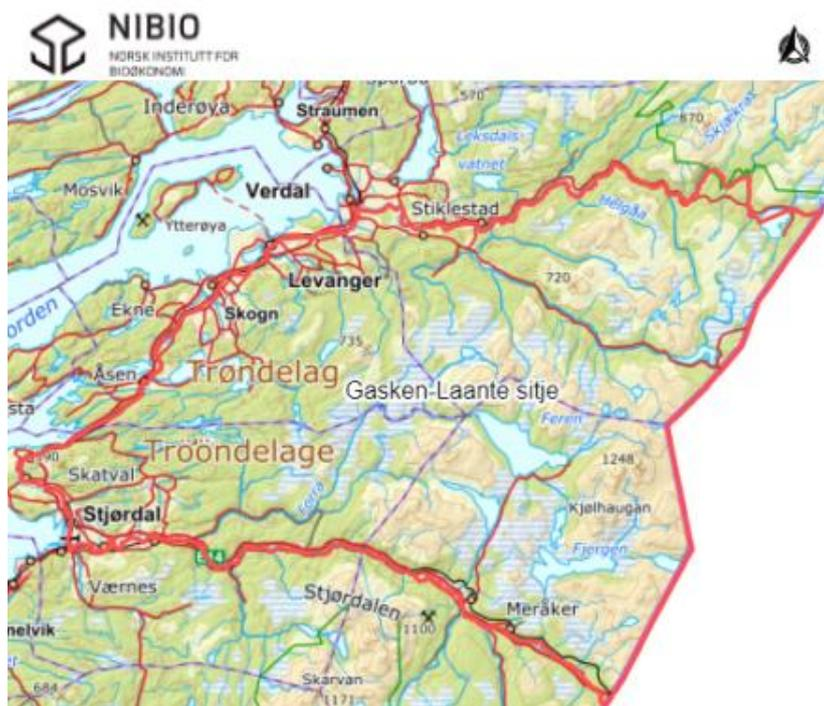 NIBIO
NORSK INSTITUTT FOR
BIOØKONOMI
Inderøya
Straumen
570
670
Leksdals
vatnet
Mosvik
Verdal
Ytterøya
Stiklestad
Helgåa
Levanger
720
Ekne
Skogn
735
Åsen
Trøndelag
Gasken-Laante sitje
Feren
Trööndelage
1248
Skatval
Kjølhaugan
Stjørdal
Forra
Fjergen
Værnes
Stjørdalen
Meråker
1100
Skarvan
1171
684